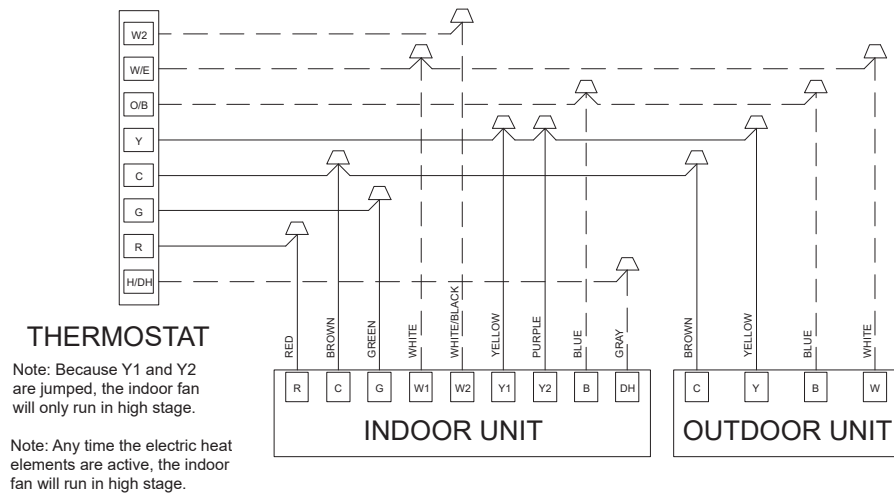 W2
W/E
O/B
Y
C
G
R
H/DH
THERMOSTAT
Note: Because Y1 and Y2
are jumped, the indoor fan
will only run in high stage.
Note: Any time the electric heat
elements are active, the indoor
fan will run in high stage.
RED
BROWN
GREEN
WHITE
WHITE/BLACK
YELLOW
PURPLE
BLUE
GRAY
BROWN
YELLOW
BLUE
WHITE
R C G W1 W2 Y1 Y2 B DH
C Y B W
INDOOR UNIT
OUTDOOR UNIT